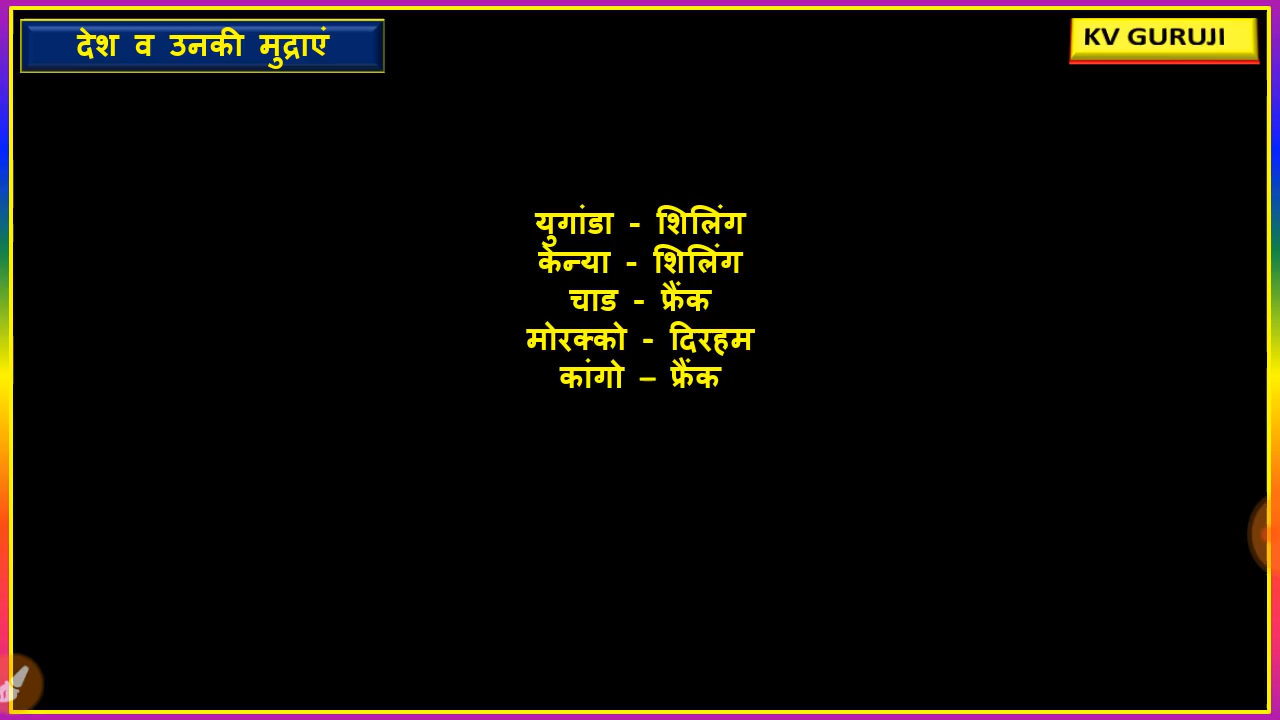 देश व उनकी मुद्राएं
KV GURUJI
युगांडा - शिलिंग
केन्या - शिलिंग
चाड - फ्रैंक
मोरक्को - दिरहम
कांगो – फ्रैंक